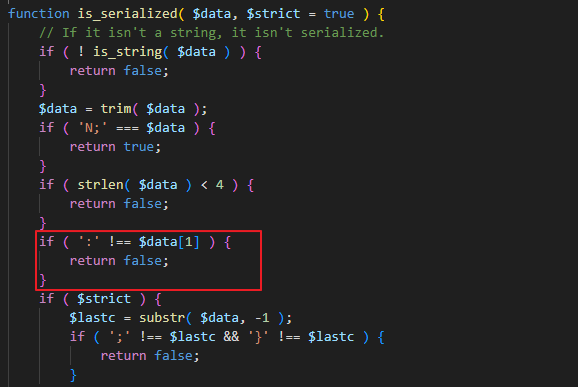 function is_serialized( $data, $strict = true ) {
    // If it isn't a string, it isn't serialized.
    if ( ! is_string( $data ) ) {
        return false;
    }
    $data = trim( $data );
    if ( 'N;' === $data ) {
        return true;
    }
    if ( strlen( $data ) < 4 ) {
        return false;
    }
    if ( ':' !== $data[1] ) {
        return false;
    }
    if ( $strict ) {
        $lastc = substr( $data, -1 );
        if ( ';' !== $lastc && '}' !== $lastc ) {
            return false;
        }